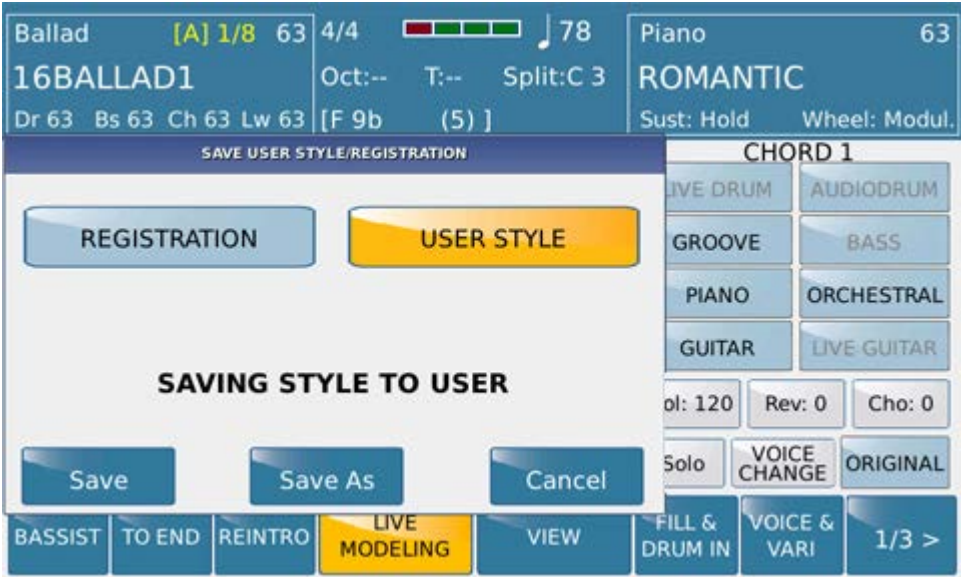 Ballad [A] 1/8 63
16BALLAD1
Dr 63 Bs 63 Ch 63 Lw 63
4/4 ♩ 78
Oct:-- T:-- Split:C 3
[F 9b (5) ]
Piano 63
ROMANTIC
Sust: Hold Wheel: Modul.
SAVE USER STYLE/REGISTRATION
REGISTRATION USER STYLE
SAVING STYLE TO USER
Save Save As Cancel
CHORD 1
LIVE DRUM AUDIODRUM
GROOVE BASS
PIANO ORCHESTRAL
GUITAR LIVE GUITAR
ol: 120 Rev: 0 Cho: 0
Solo VOICE CHANGE ORIGINAL
BASSIST TO END REINTRO LIVE MODELING VIEW FILL & DRUM IN VOICE & VARI 1/3 >